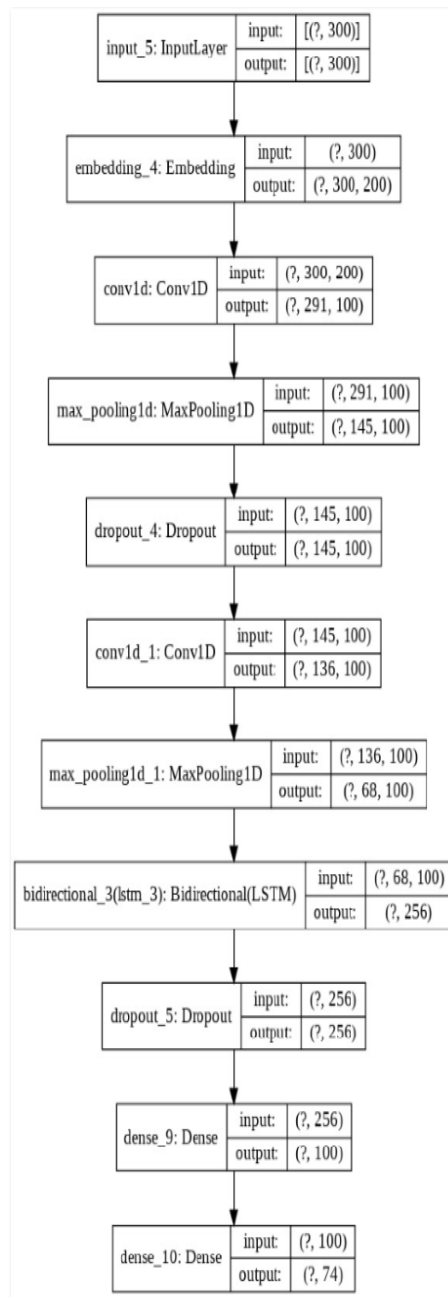 input_5: InputLayer
input: [(?, 300)]
output: [(?, 300)]
embedding_4: Embedding
input: (?, 300)
output: (?, 300, 200)
conv1d: Conv1D
input: (?, 300, 200)
output: (?, 291, 100)
max_pooling1d: MaxPooling1D
input: (?, 291, 100)
output: (?, 145, 100)
dropout_4: Dropout
input: (?, 145, 100)
output: (?, 145, 100)
conv1d_1: Conv1D
input: (?, 145, 100)
output: (?, 136, 100)
max_pooling1d_1: MaxPooling1D
input: (?, 136, 100)
output: (?, 68, 100)
bidirectional_3(lstm_3): Bidirectional(LSTM)
input: (?, 68, 100)
output: (?, 256)
dropout_5: Dropout
input: (?, 256)
output: (?, 256)
dense_9: Dense
input: (?, 256)
output: (?, 100)
dense_10: Dense
input: (?, 100)
output: (?, 74)